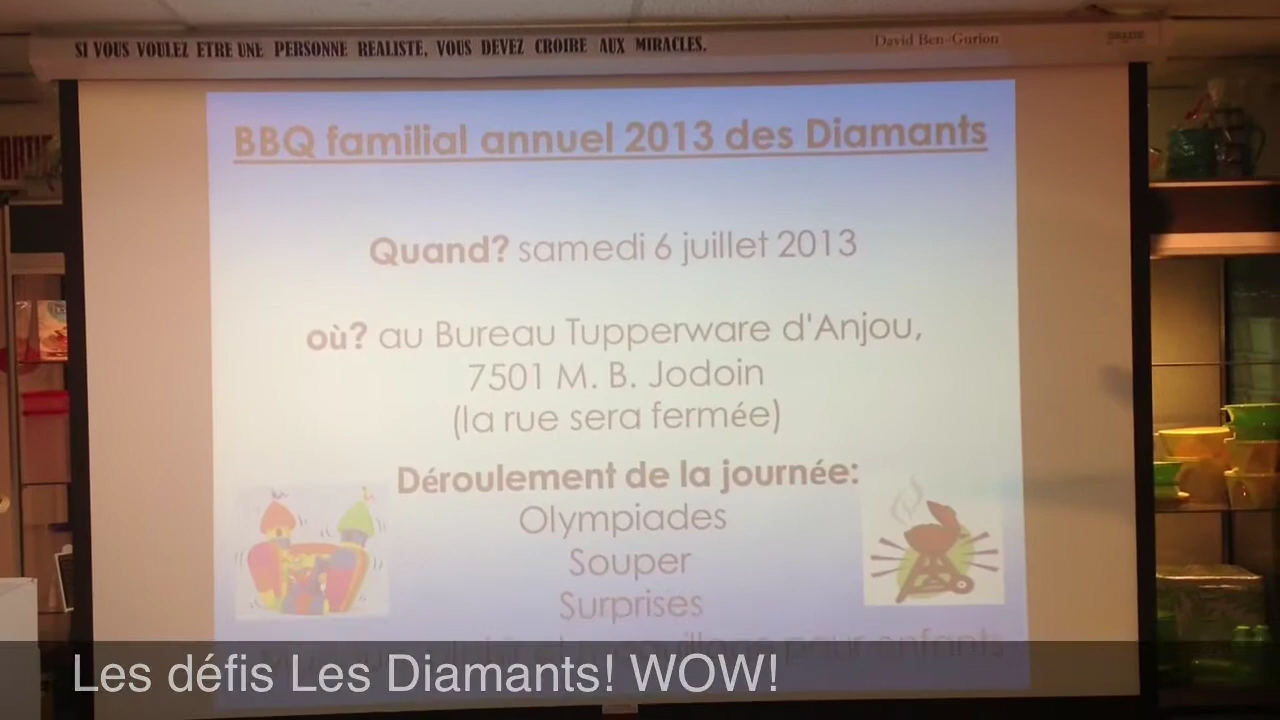 SI VOUS VOULEZ ETRE UNE PERSONNE REALISTE, VOUS DEVEZ CROIRE AUX MIRACLES. David Ben-Gurion
BBQ familial annuel 2013 des Diamants
Quand? samedi 6 juillet 2013
où? au Bureau Tupperware d'Anjou,
7501 M. B. Jodoin
(la rue sera fermée)
Déroulement de la journée:
Olympiades
Souper
Surprises
pour enfants
Les défis Les Diamants! WOW!